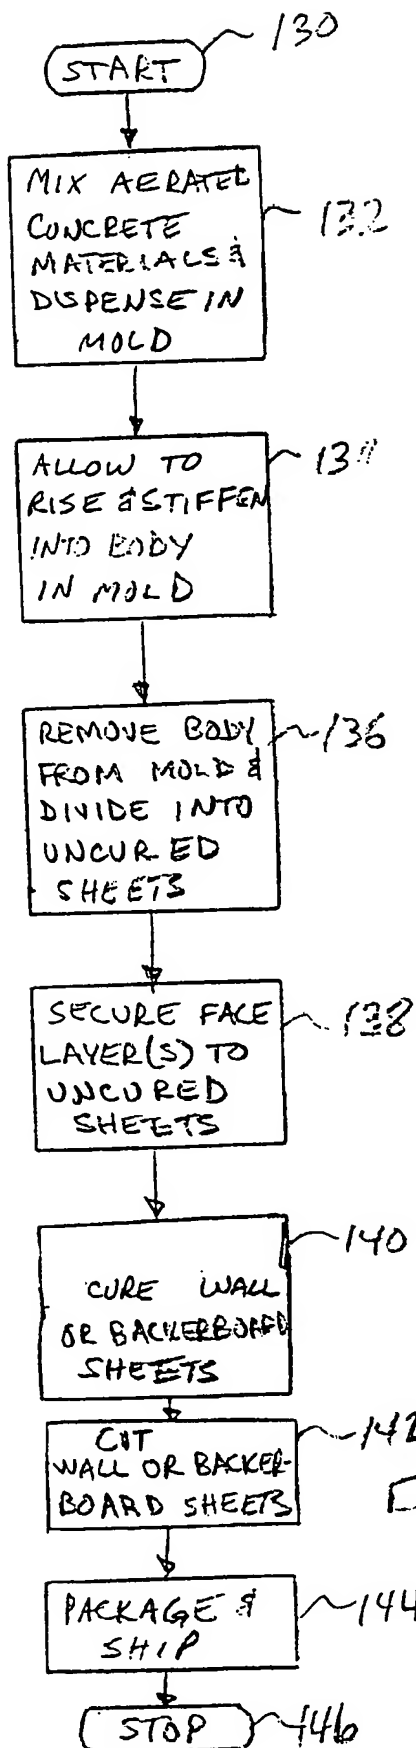 130
START
MIX AERATED
CONCRETE
MATERIALS &
DISPENSE IN
MOLD
132
ALLOW TO
RISE & STIFFEN
INTO BODY
IN MOLD
REMOVE BODY
FROM MOLD &
DIVIDE INTO
UNCURED
SHEETS
136
SECURE FACE
LAYER(S) TO
UNCURED
SHEETS
138
140
CURE WALL
OR BACKERBOARD
SHEETS
CUT
WALL OR BACKER-
BOARD SHEETS
142
PACKAGE &
SHIP
144
STOP
146